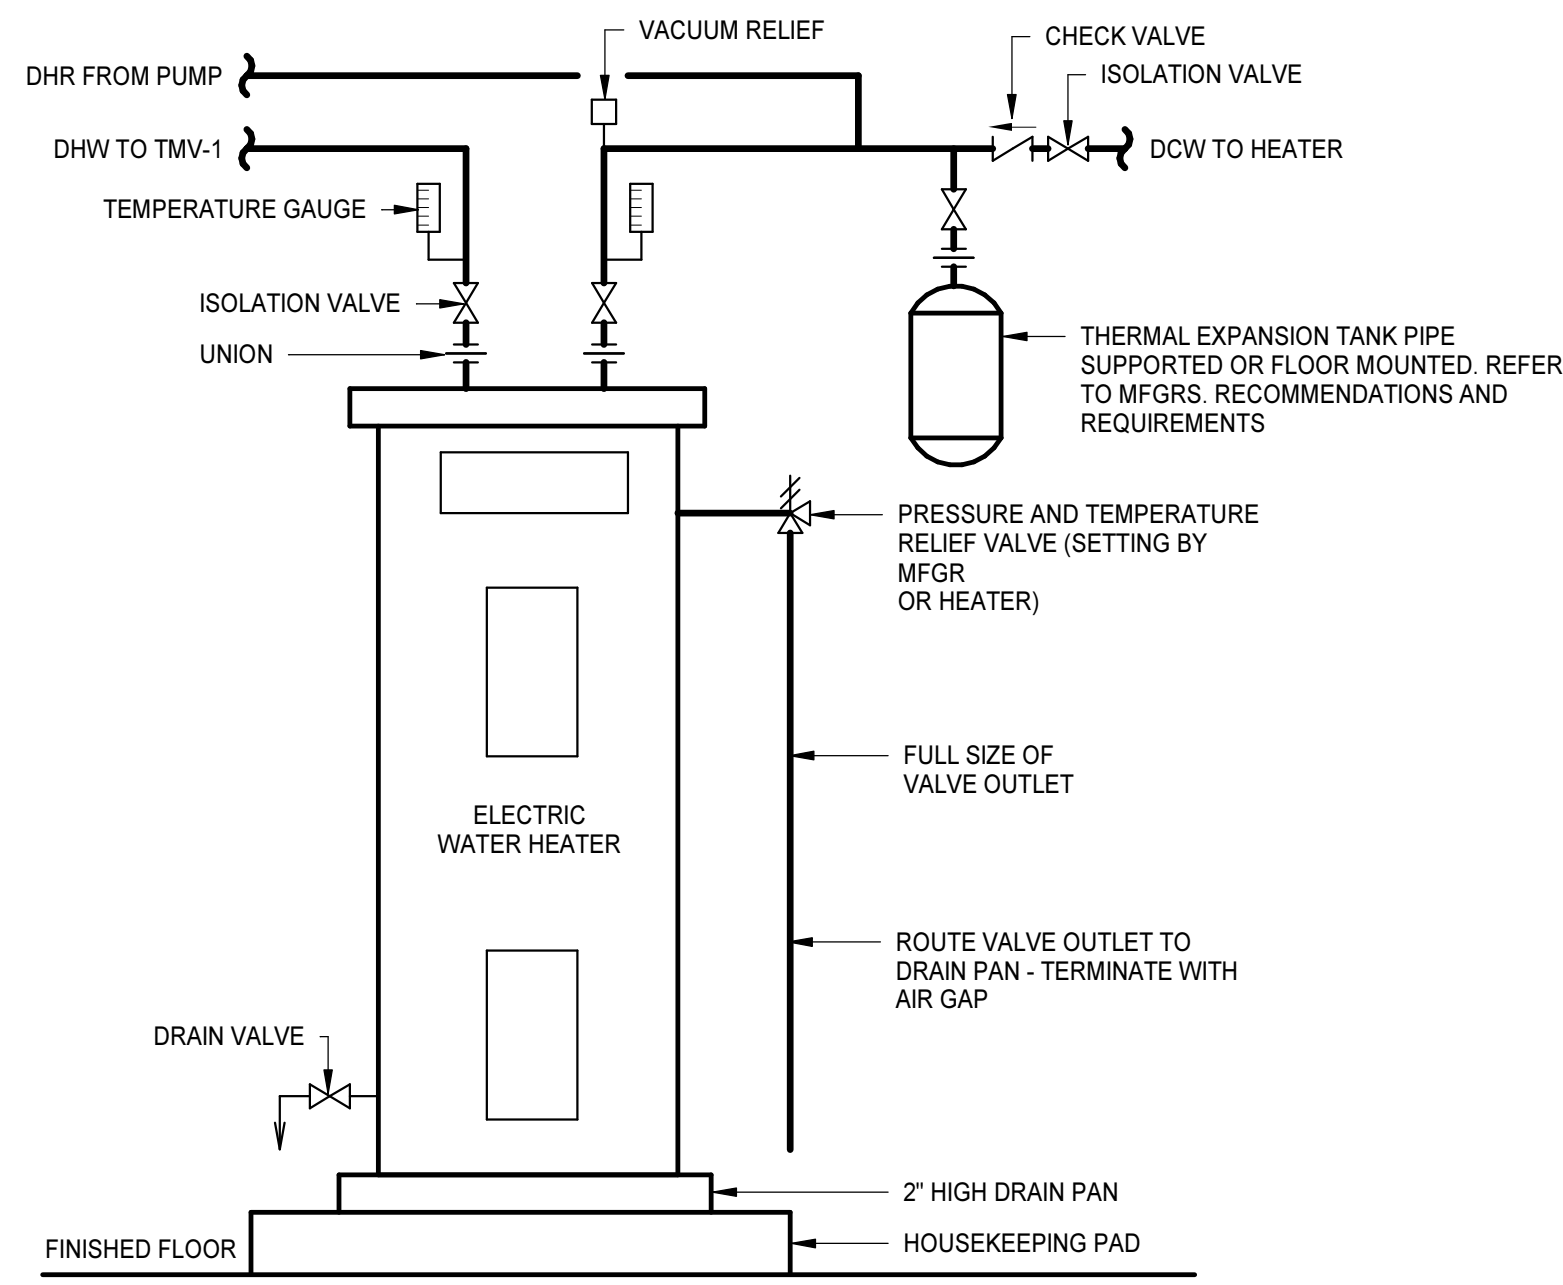 VACUUM RELIEF
CHECK VALVE
DHR FROM PUMP
ISOLATION VALVE
DHW TO TMV-1
DCW TO HEATER
TEMPERATURE GAUGE
ISOLATION VALVE
UNION
THERMAL EXPANSION TANK PIPE
SUPPORTED OR FLOOR MOUNTED. REFER
TO MFGRS. RECOMMENDATIONS AND
REQUIREMENTS
PRESSURE AND TEMPERATURE
RELIEF VALVE (SETTING BY
MFGR
OR HEATER)
FULL SIZE OF
VALVE OUTLET
ELECTRIC
WATER HEATER
ROUTE VALVE OUTLET TO
DRAIN PAN - TERMINATE WITH
AIR GAP
DRAIN VALVE
2" HIGH DRAIN PAN
HOUSEKEEPING PAD
FINISHED FLOOR